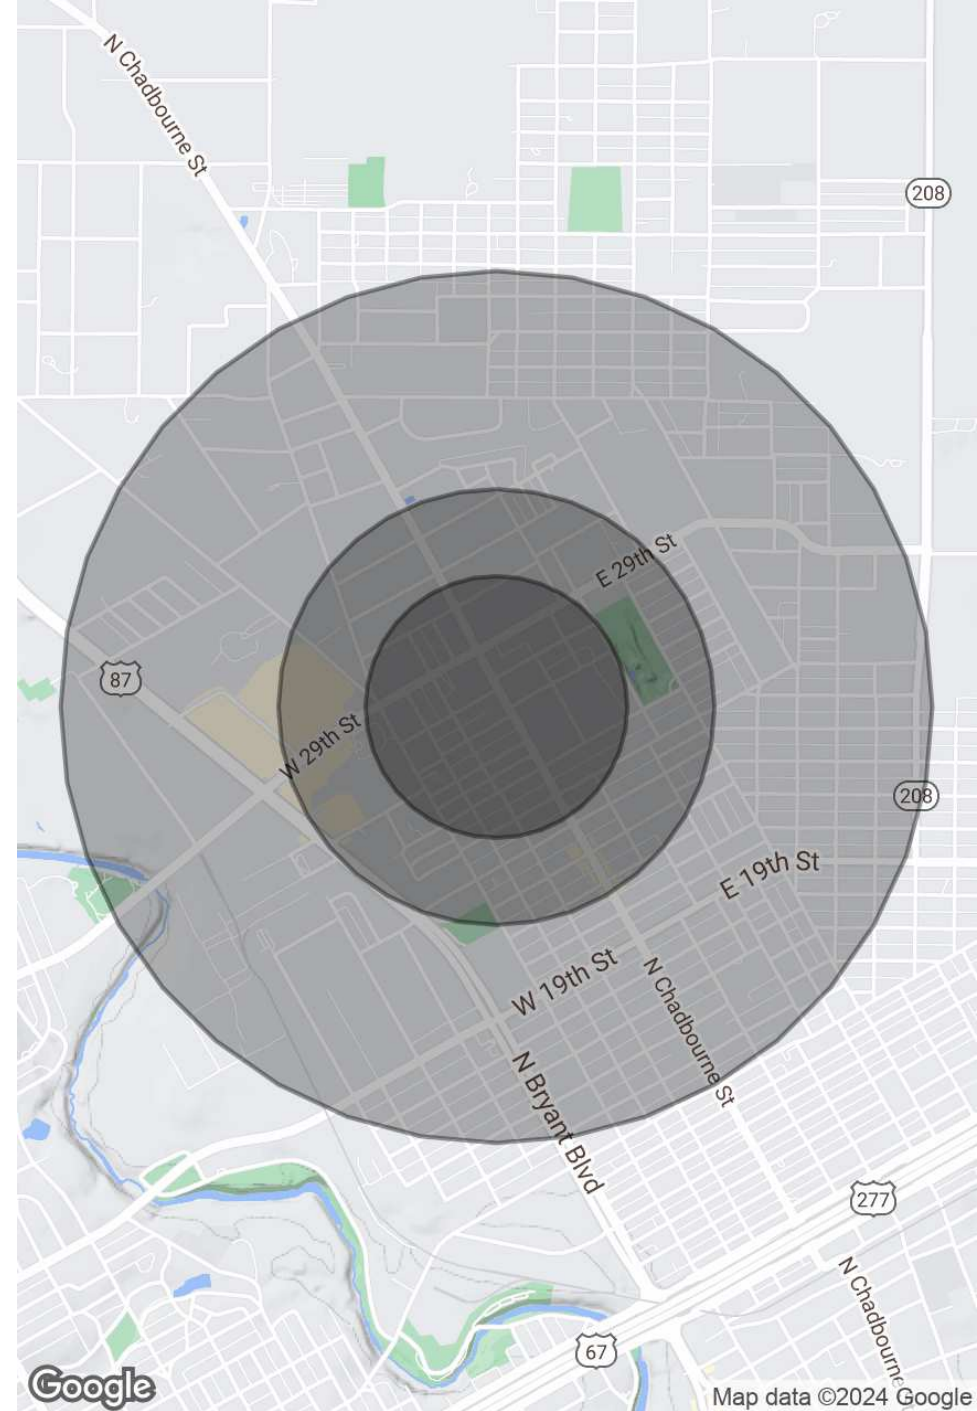 N Chadbourne St
208
E 29th St
87
W 29th St
208
E 19th St
W 19th St
N Chadbourne St
N Bryant Blvd
277
N Chadbourne
67
Google
Map data ©2024 Google